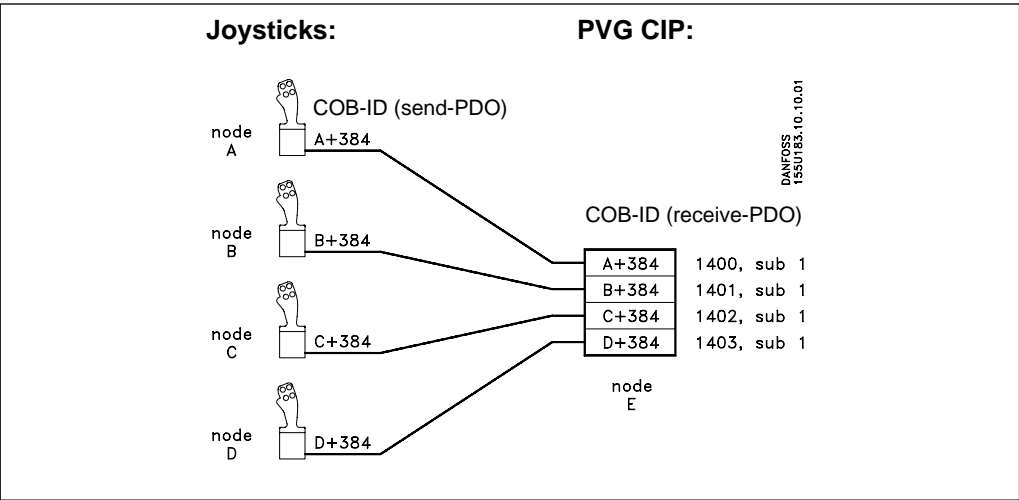 Joysticks:
PVG CIP:
COB-ID (send-PDO)
node
A
A+384
node
B
B+384
node
C
C+384
node
D
D+384
DANFOSS
155U183.10.10.01
COB-ID (receive-PDO)
A+384 1400, sub 1
B+384 1401, sub 1
C+384 1402, sub 1
D+384 1403, sub 1
node
E